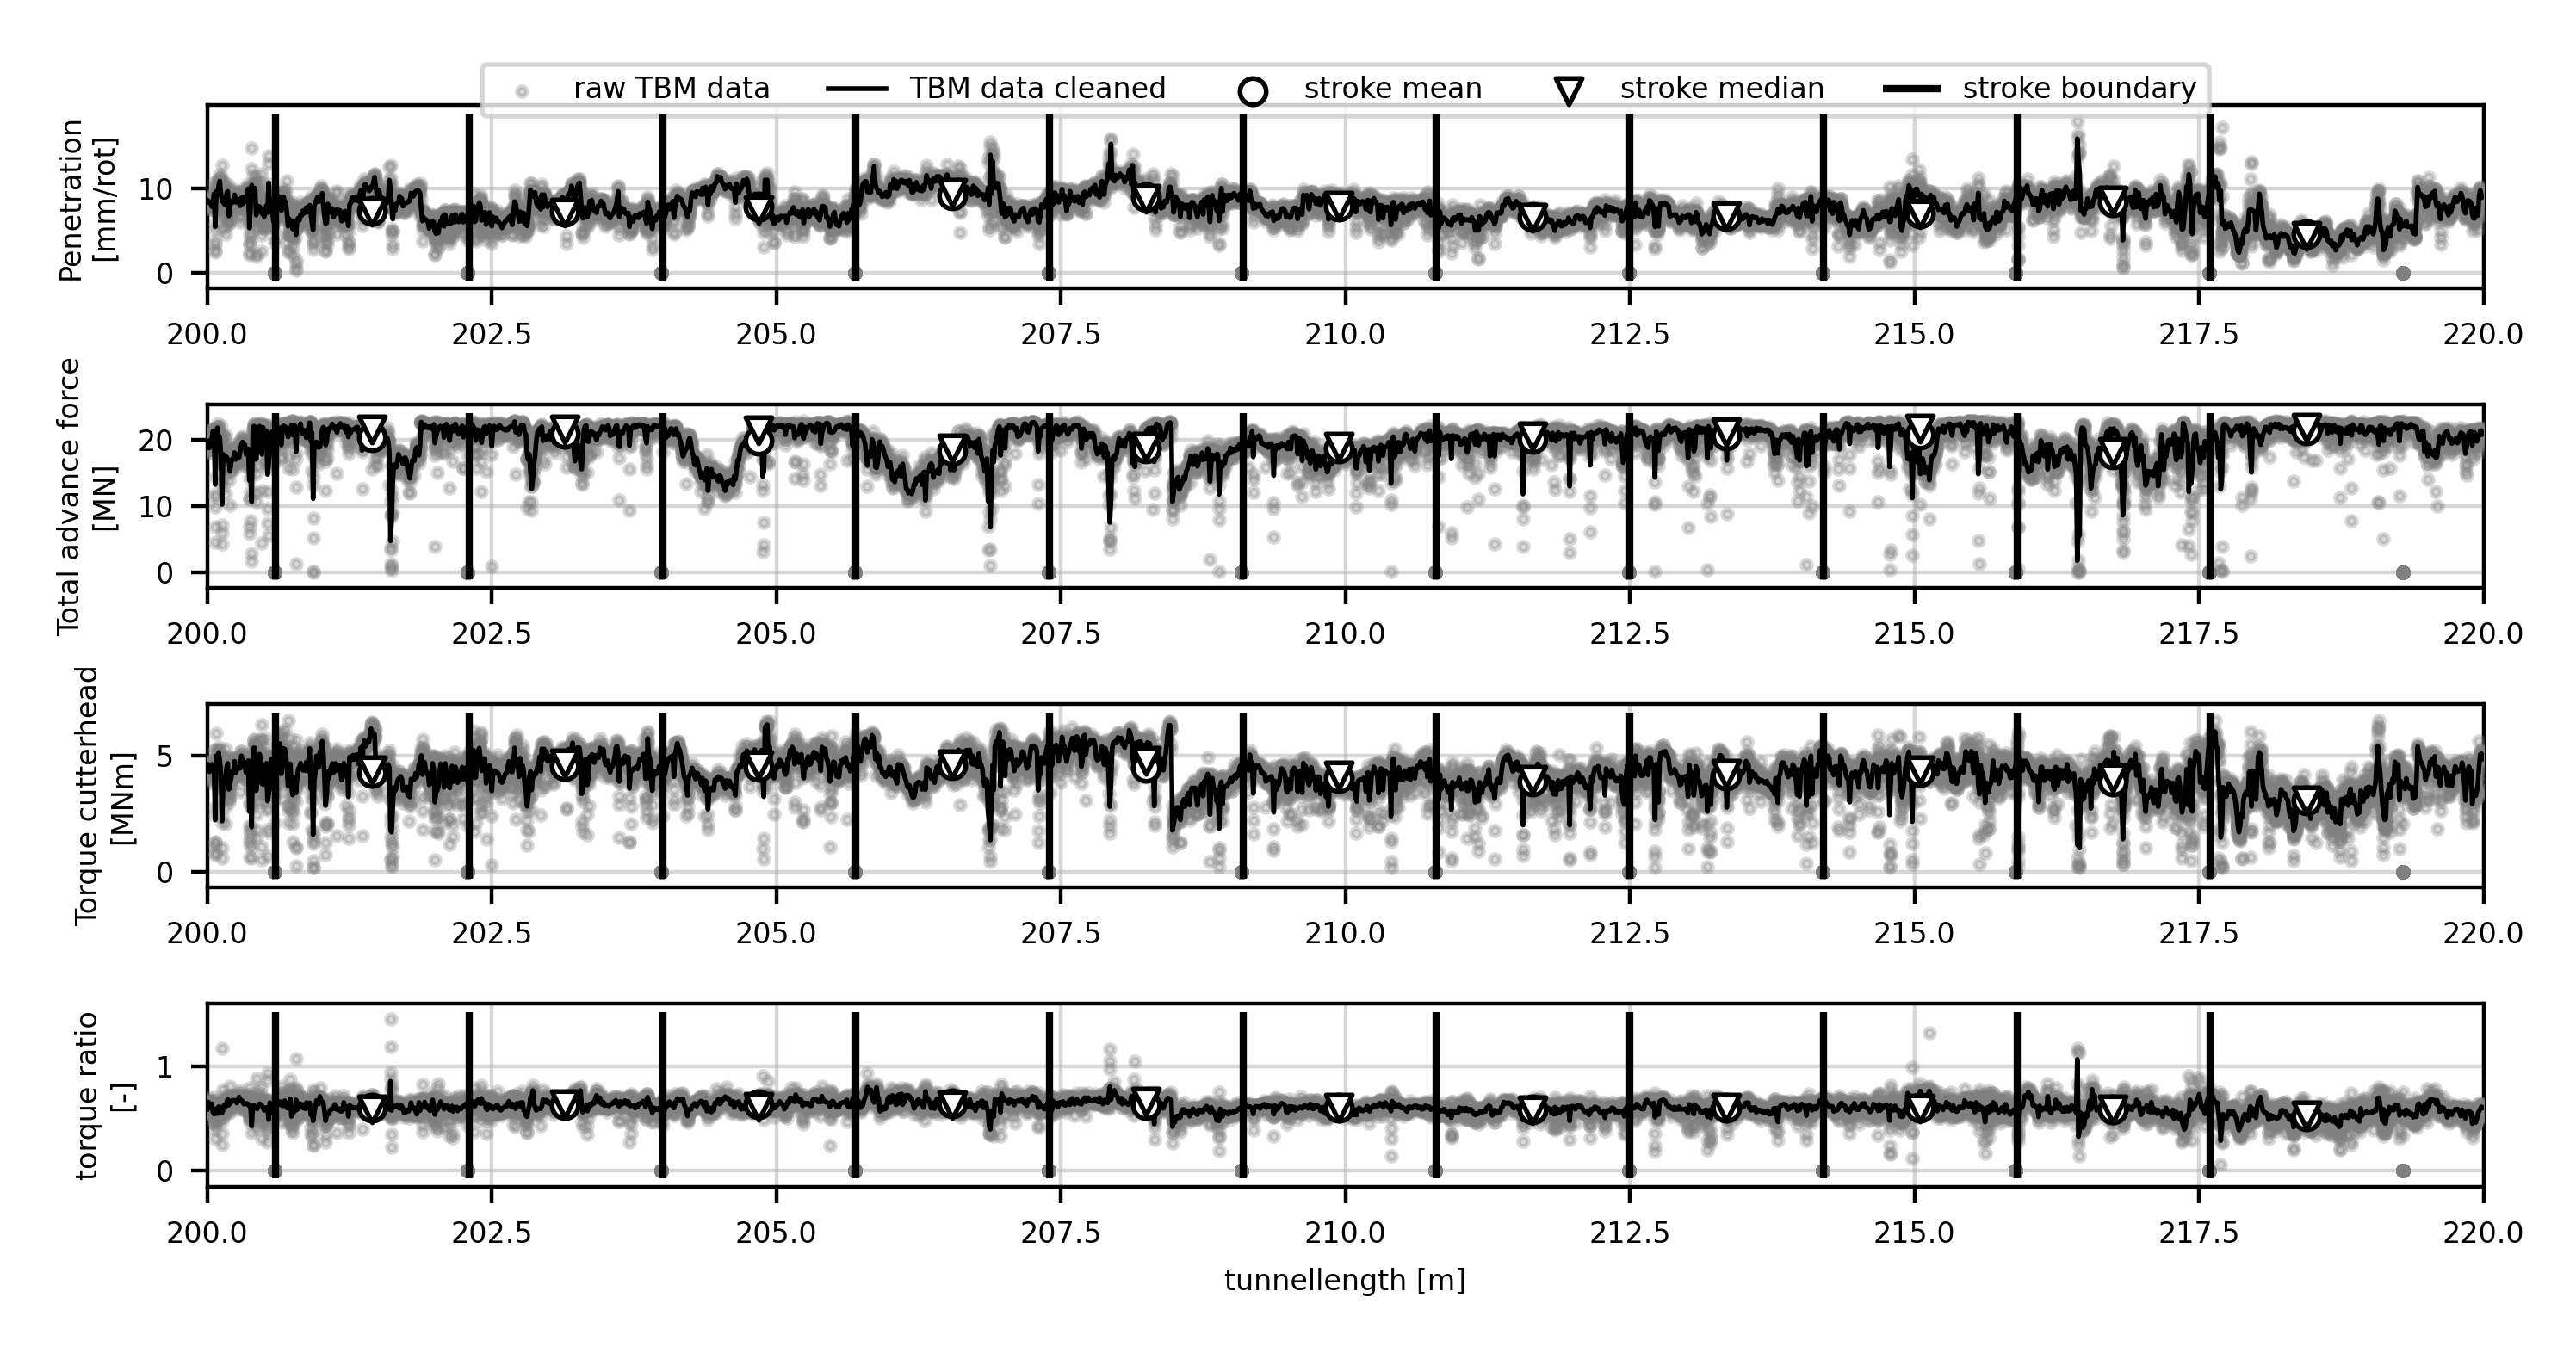 raw TBM data TBM data cleaned stroke mean stroke median stroke boundary
Penetration
[mm/rot]
10
0
200.0 202.5 205.0 207.5 210.0 212.5 215.0 217.5 220.0
Total advance force
[MN]
20
10
0
200.0 202.5 205.0 207.5 210.0 212.5 215.0 217.5 220.0
Torque cutterhead
[MNm]
5
0
200.0 202.5 205.0 207.5 210.0 212.5 215.0 217.5 220.0
torque ratio
[-]
1
0
200.0 202.5 205.0 207.5 210.0 212.5 215.0 217.5 220.0
tunnellength [m]